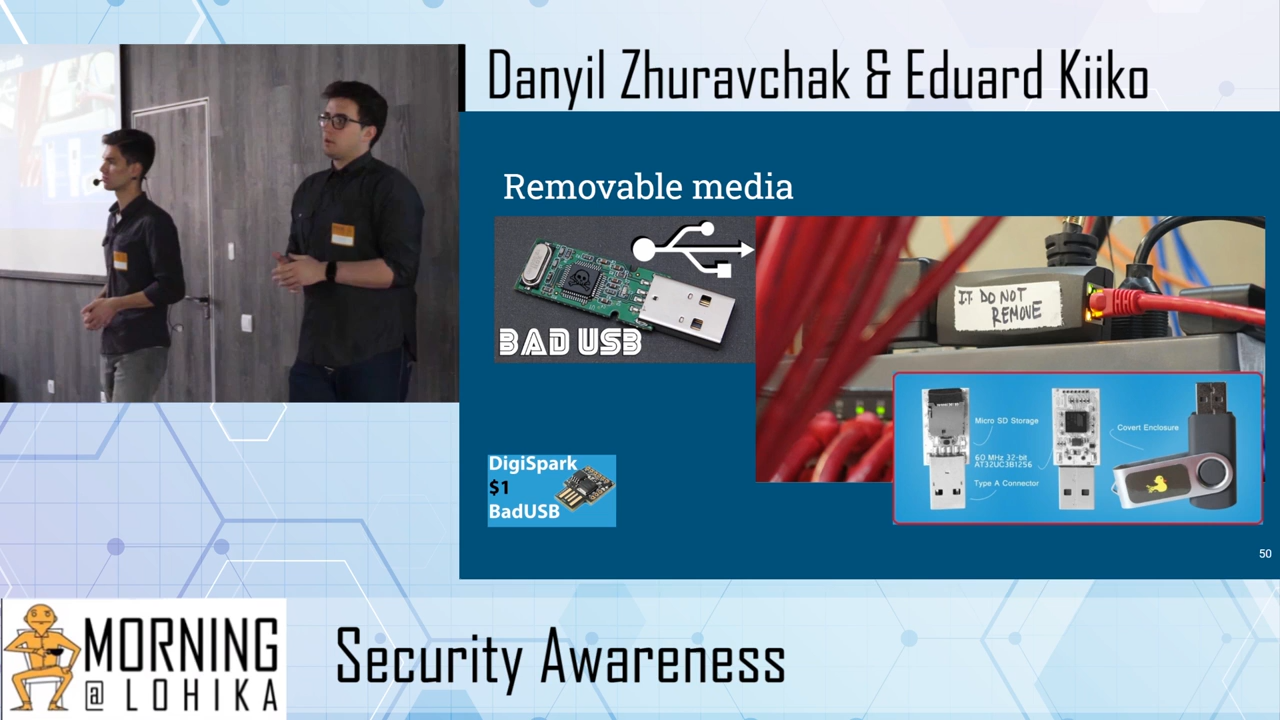 Danyil Zhuravchak & Eduard Kiiko
Removable media
BAD USB
I.T. DO NOT
REMOVE
Micro SD Storage
60 MHz 32-bit
AT32UC3B1256
Type A Connector
Covert Enclosure
DigiSpark
$1
BadUSB
50
MORNING
@ LOHIKA
Security Awareness